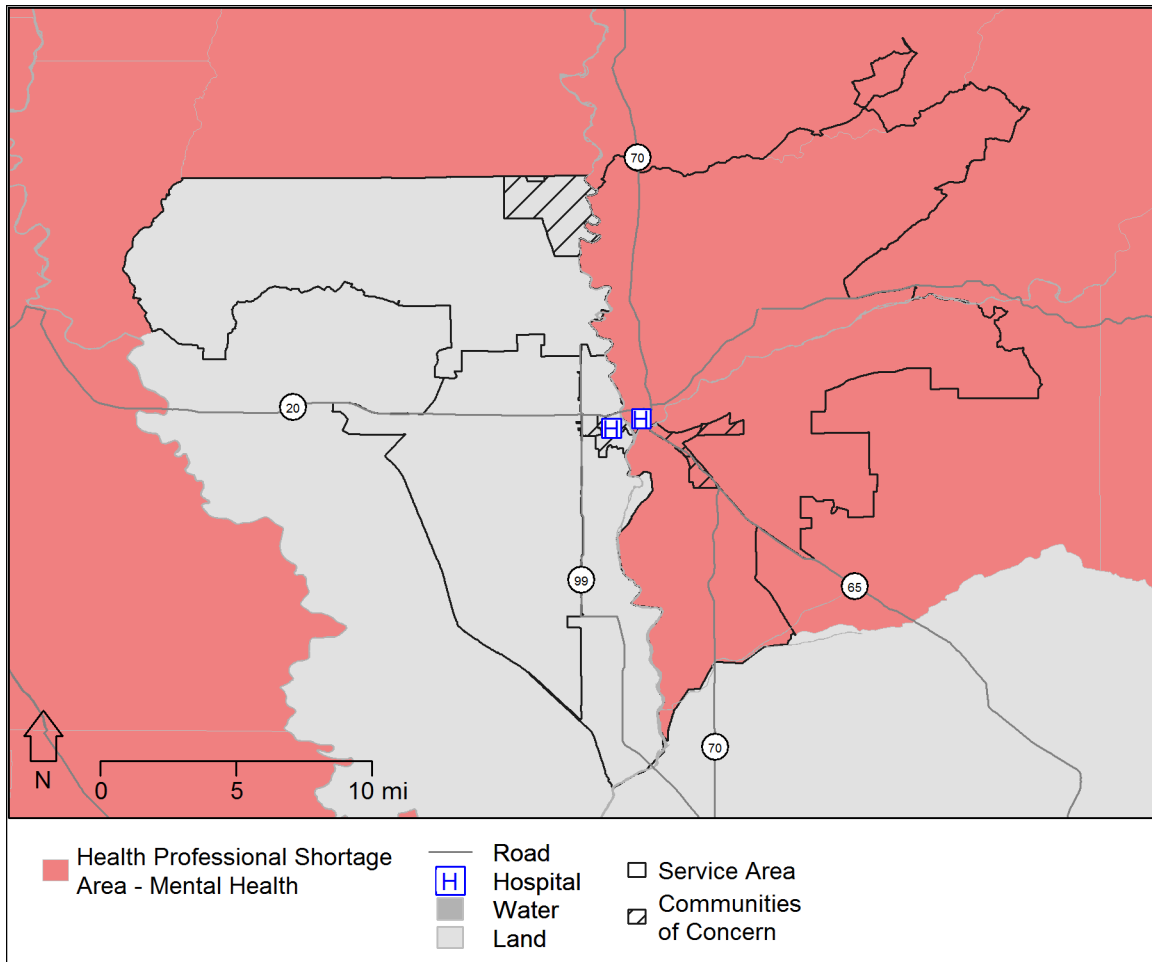 70
20
H
H
99
65
70
N
0 5 10 mi
Health Professional Shortage
Area - Mental Health
Road
H Hospital
Water
Land
Service Area
Communities
of Concern